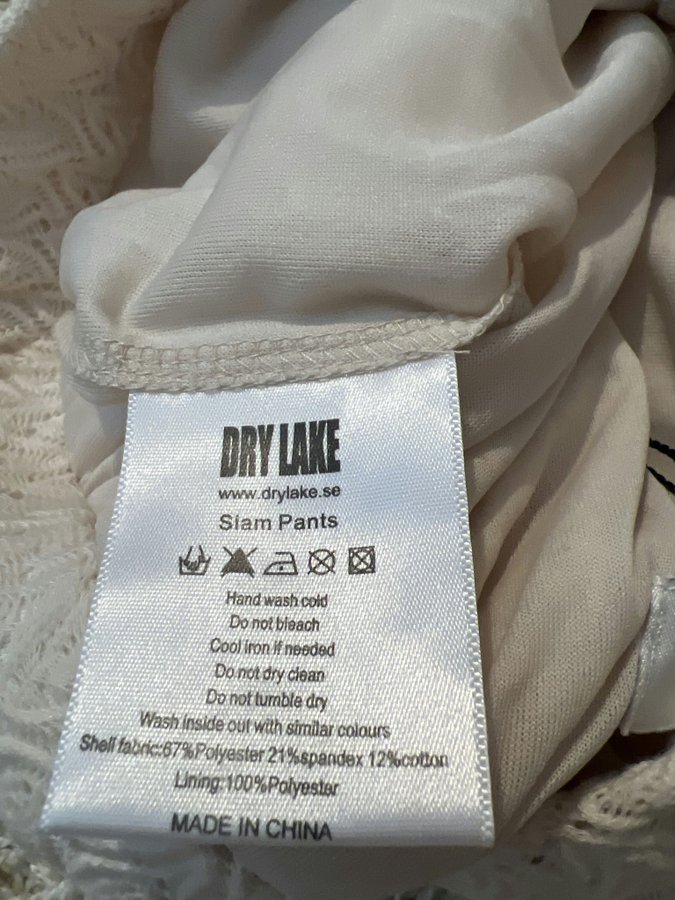 DRY LAKE
www.drylake.se
Siam Pants
Hand wash cold
Do not bleach
Cool iron if needed
Do not dry clean
Do not tumble dry
Wash inside out with similar colours
Shell fabric:67%Polyester 21%spandex 12%cotton
Lining:100%Polyester
MADE IN CHINA